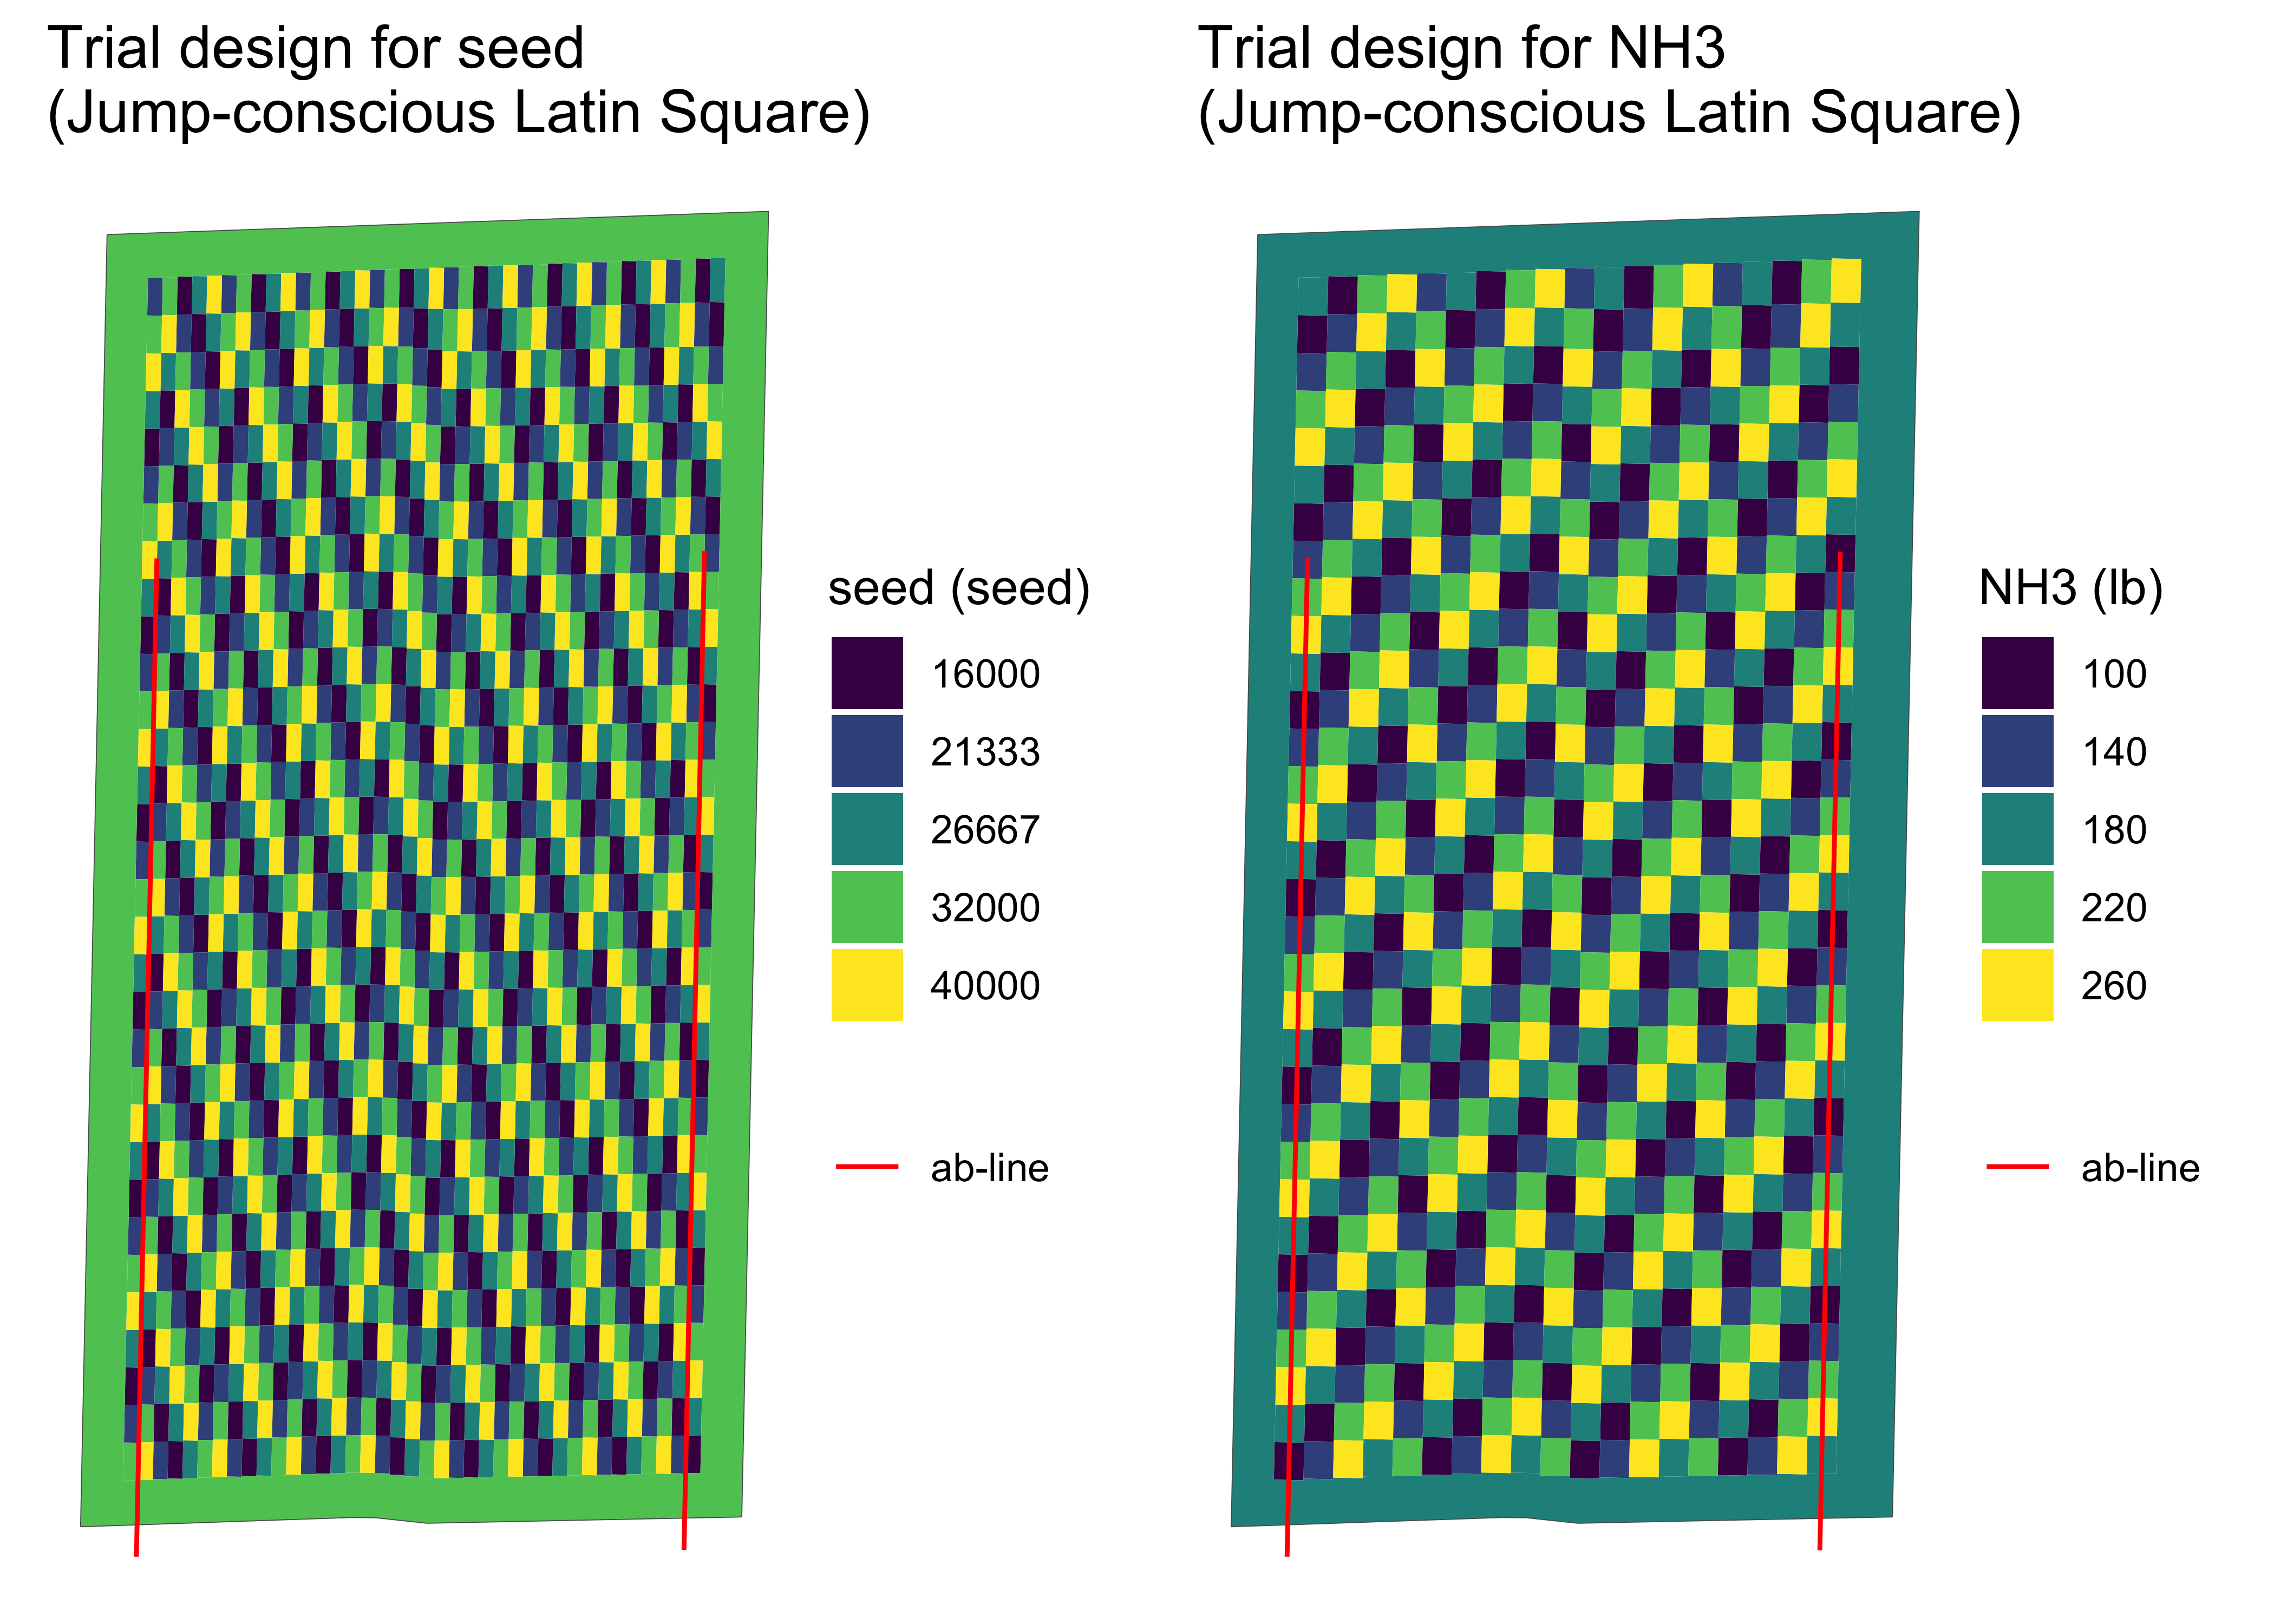 Trial design for seed
(Jump-conscious Latin Square)
seed (seed)
16000
21333
26667
32000
40000
ab-line
Trial design for NH3
(Jump-conscious Latin Square)
NH3 (lb)
100
140
180
220
260
ab-line